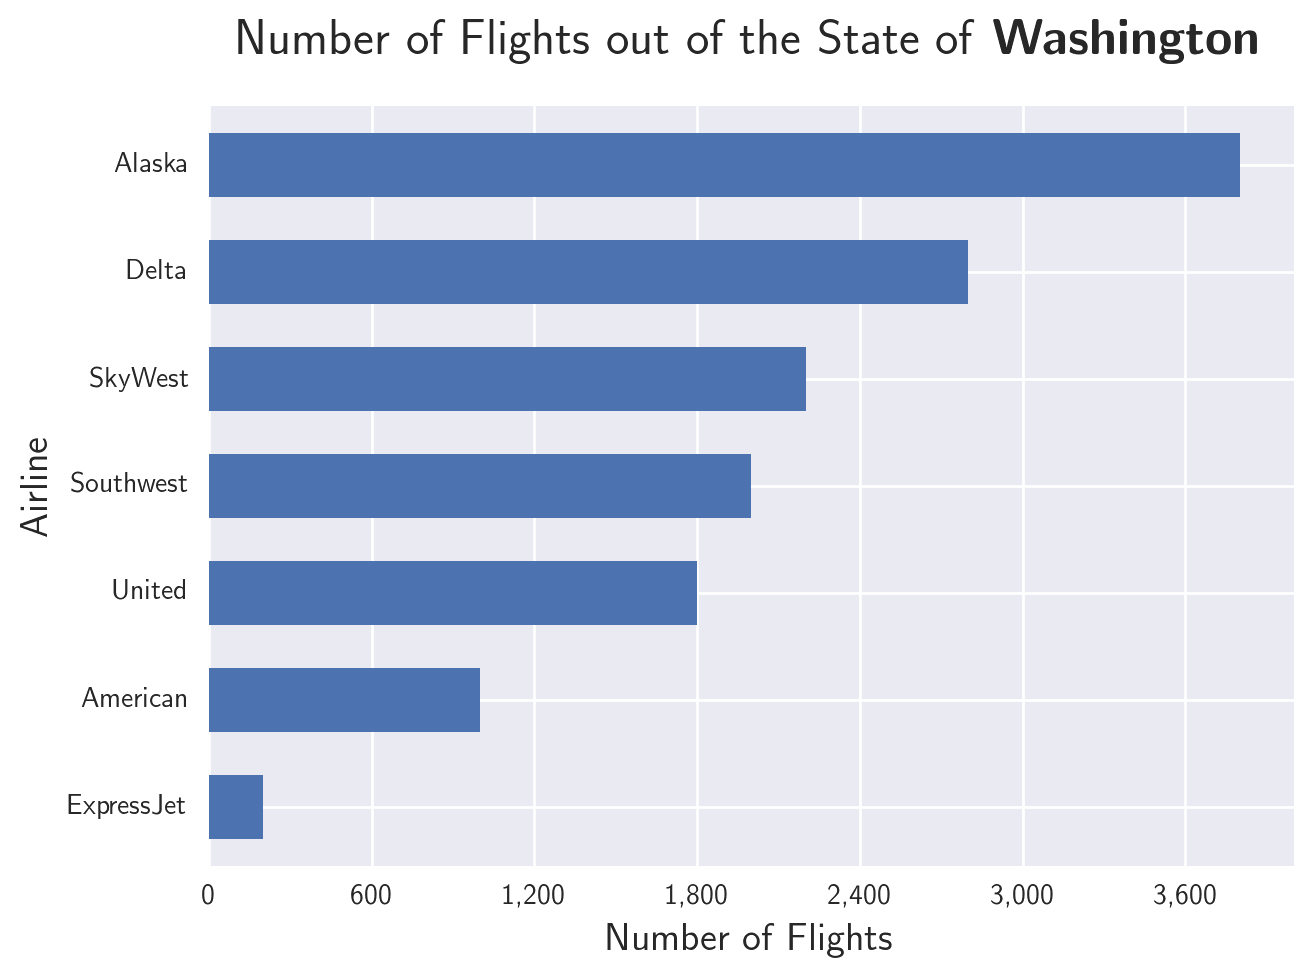 Number of Flights out of the State of Washington
Alaska
Delta
SkyWest
Southwest
United
American
ExpressJet
Airline
0 600 1,200 1,800 2,400 3,000 3,600
Number of Flights